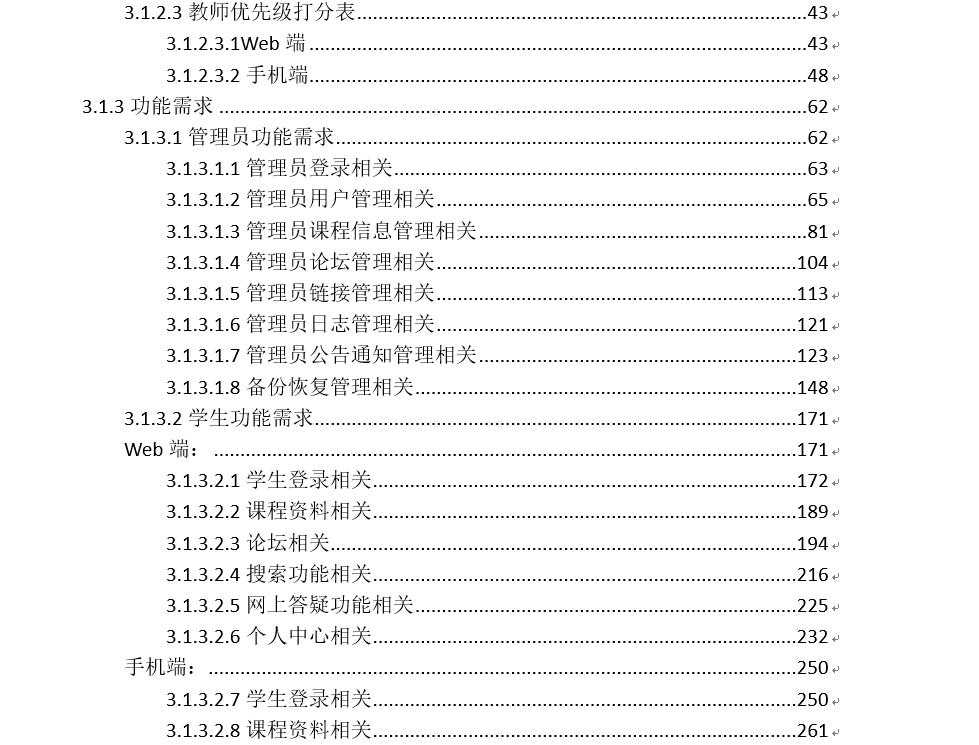 3.1.2.3 教师优先级打分表........................43
3.1.2.3.1Web 端........................43
3.1.2.3.2 手机端........................48
3.1.3 功能需求........................62
3.1.3.1 管理员功能需求........................62
3.1.3.1.1 管理员登录相关........................63
3.1.3.1.2 管理员用户管理相关........................65
3.1.3.1.3 管理员课程信息管理相关........................81
3.1.3.1.4 管理员论坛管理相关........................104
3.1.3.1.5 管理员链接管理相关........................113
3.1.3.1.6 管理员日志管理相关........................121
3.1.3.1.7 管理员公告通知管理相关........................123
3.1.3.1.8 备份恢复管理相关........................148
3.1.3.2 学生功能需求........................171
Web 端：........................171
3.1.3.2.1 学生登录相关........................172
3.1.3.2.2 课程资料相关........................189
3.1.3.2.3 论坛相关........................194
3.1.3.2.4 搜索功能相关........................216
3.1.3.2.5 网上答疑功能相关........................225
3.1.3.2.6 个人中心相关........................232
手机端：........................250
3.1.3.2.7 学生登录相关........................250
3.1.3.2.8 课程资料相关........................261